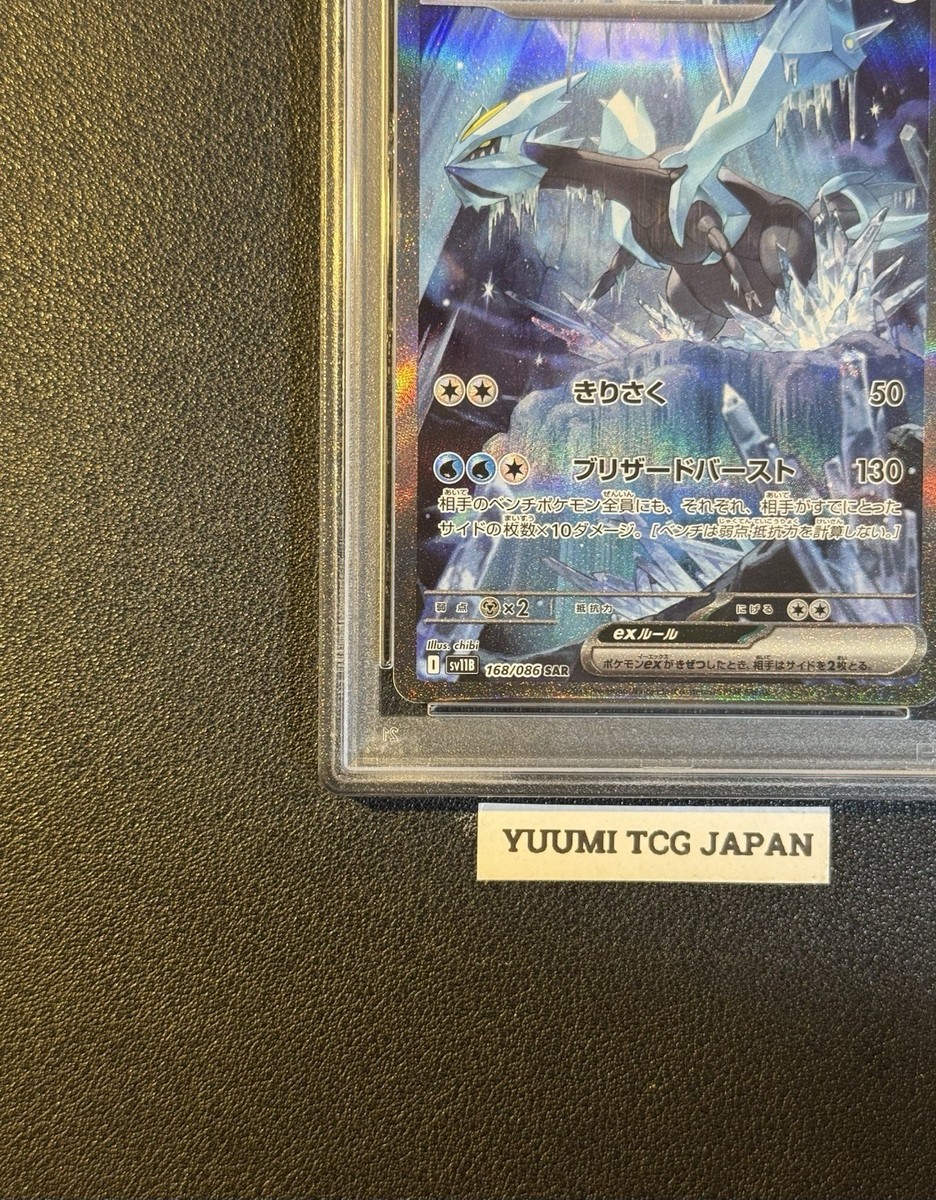 きりさく 50
ブリザードバースト 130
相手のベンチポケモン全員にも、それぞれ、相手がすでにとった
サイドの枚数×10ダメージ。[ベンチは弱点・抵抗力を計算しない。]
弱点 ×2 抵抗力 にげる
exルール
ポケモンexがきぜつしたとき、相手はサイドを2枚とる。
Illus. chibi
I sv11B 168/086 SAR
YUUMI TCG JAPAN